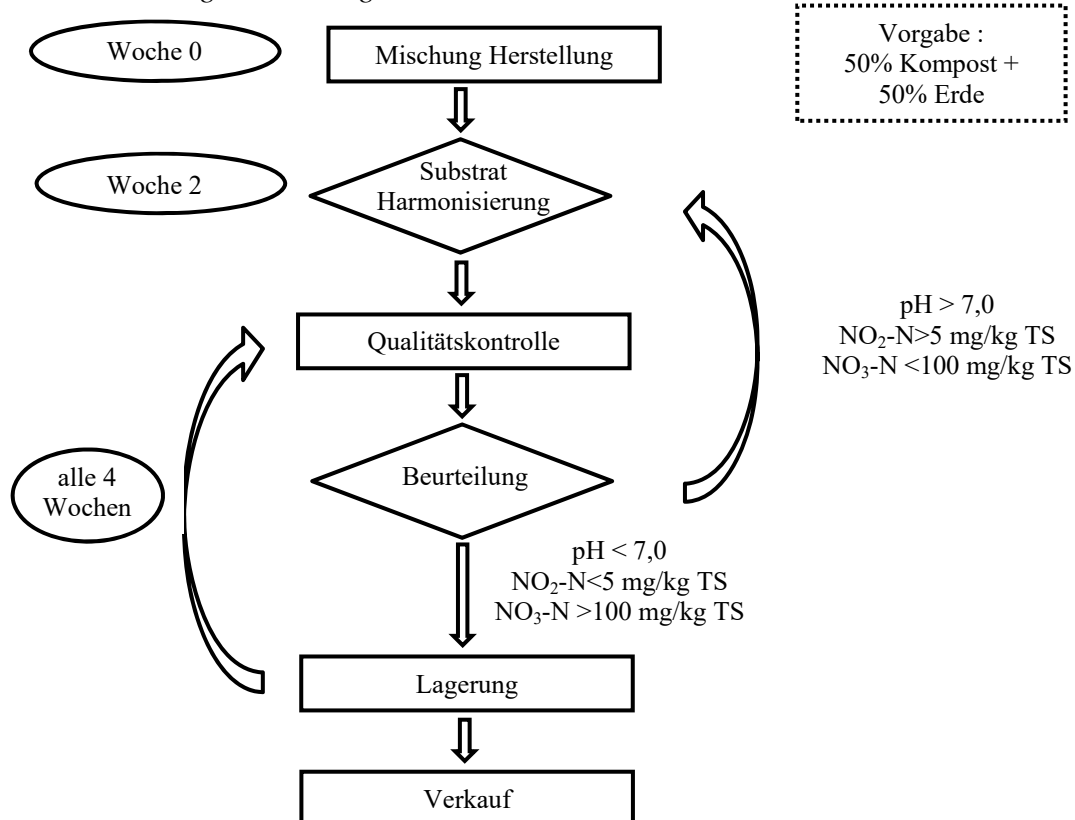 Woche 0
Mischung Herstellung
Vorgabe :
50% Kompost +
50% Erde
Woche 2
Substrat
Harmonisierung
Qualitätskontrolle
pH > 7,0
NO₂-N>5 mg/kg TS
NO₃-N <100 mg/kg TS
alle 4
Wochen
Beurteilung
pH < 7,0
NO₂-N<5 mg/kg TS
NO₃-N >100 mg/kg TS
Lagerung
Verkauf